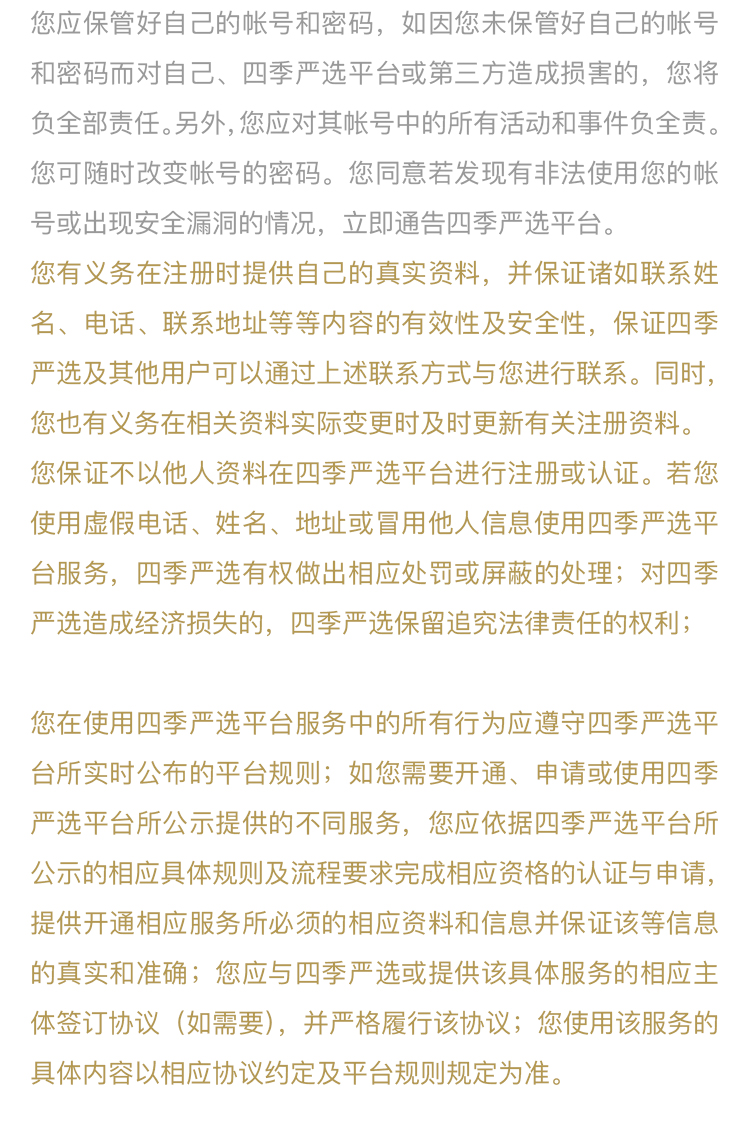 您应保管好自己的帐号和密码，如因您未保管好自己的帐号
和密码而对自己、四季严选平台或第三方造成损害的，您将
负全部责任。另外，您应对其帐号中的所有活动和事件负全责。
您可随时改变帐号的密码。您同意若发现有非法使用您的帐
号或出现安全漏洞的情况，立即通告四季严选平台。
您有义务在注册时提供自己的真实资料，并保证诸如联系姓
名、电话、联系地址等等内容的有效性及安全性，保证四季
严选及其他用户可以通过上述联系方式与您进行联系。同时，
您也有义务在相关资料实际变更时及时更新有关注册资料。
您保证不以他人资料在四季严选平台进行注册或认证。若您
使用虚假电话、姓名、地址或冒用他人信息使用四季严选平
台服务，四季严选有权做出相应处罚或屏蔽的处理；对四季
严选造成经济损失的，四季严选保留追究法律责任的权利；
您在使用四季严选平台服务中的所有行为应遵守四季严选平
台所实时公布的平台规则；如您需要开通、申请或使用四季
严选平台所公示提供的不同服务，您应依据四季严选平台所
公示的相应具体规则及流程要求完成相应资格的认证与申请，
提供开通相应服务所必须的相应资料和信息并保证该等信息
的真实和准确；您应与四季严选或提供该具体服务的相应主
体签订协议（如需要），并严格履行该协议；您使用该服务的
具体内容以相应协议约定及平台规则规定为准。